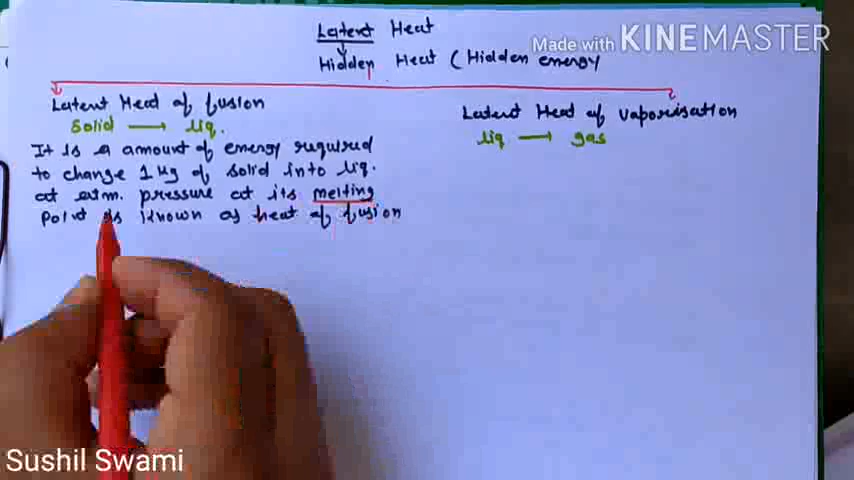 Latent Heat
Made with KINEMASTER
Hidden Heat (Hidden energy
Latent Heat of fusion
Solid → liq.
It is a amount of energy required
to change 1 kg of solid into liq.
at atm. pressure at its melting
Point is known as heat of fusion
Latent Heat of vaporisation
liq → gas
Sushil Swami